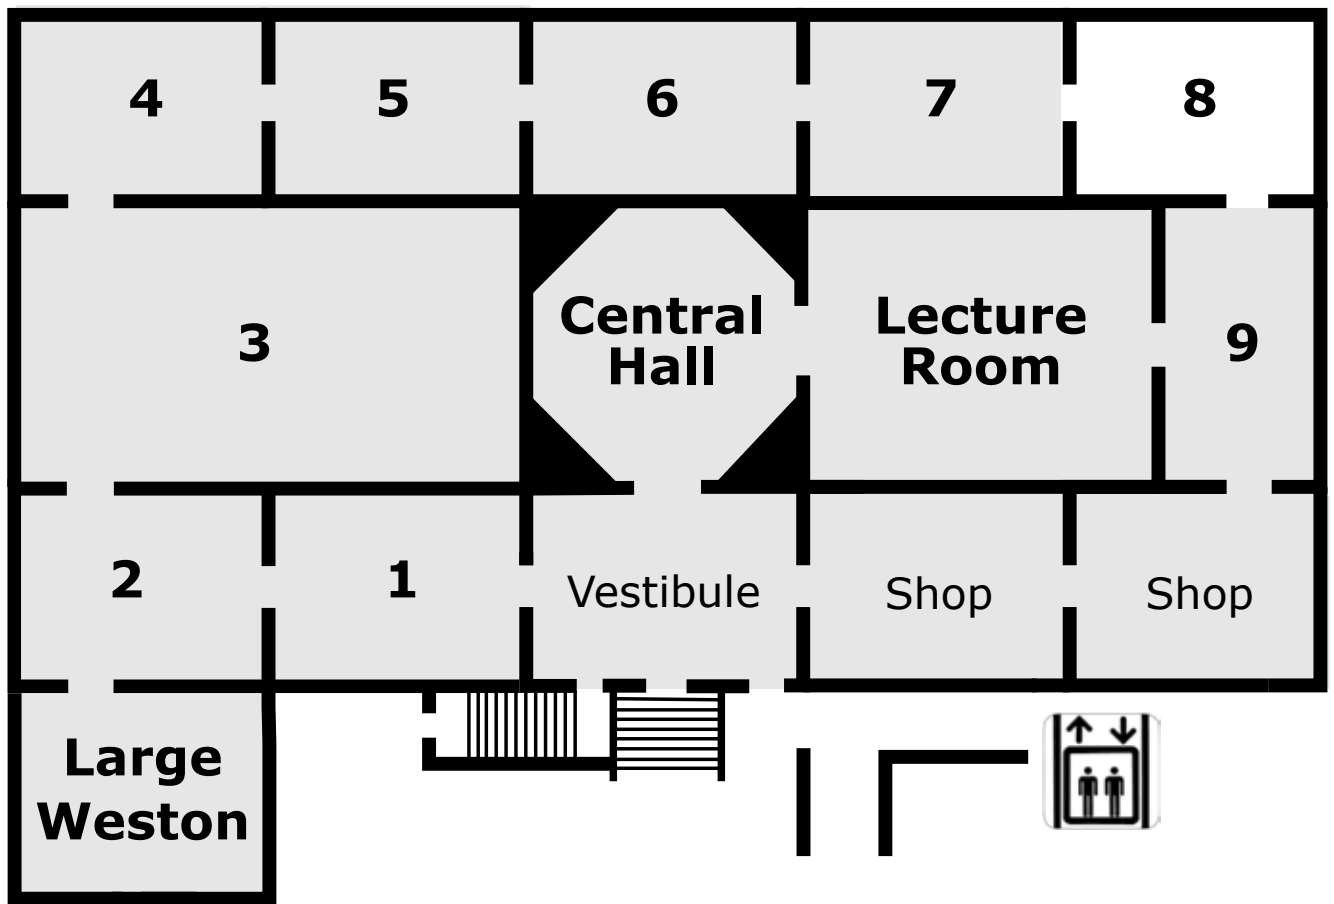 4
5
6
7
8
3
Central
Hall
Lecture
Room
9
2
1
Vestibule
Shop
Shop
Large
Weston